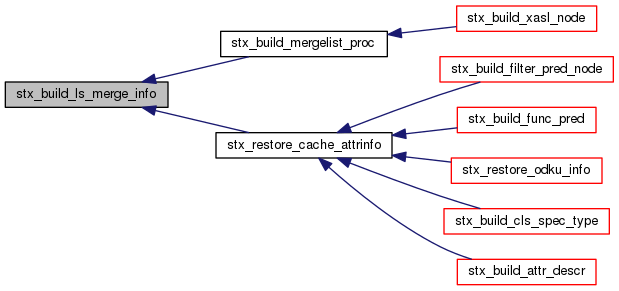 stx_build_ls_merge_info
stx_build_mergelist_proc
stx_build_xasl_node
stx_restore_cache_attrinfo
stx_build_filter_pred_node
stx_build_func_pred
stx_restore_odku_info
stx_build_cls_spec_type
stx_build_attr_descr